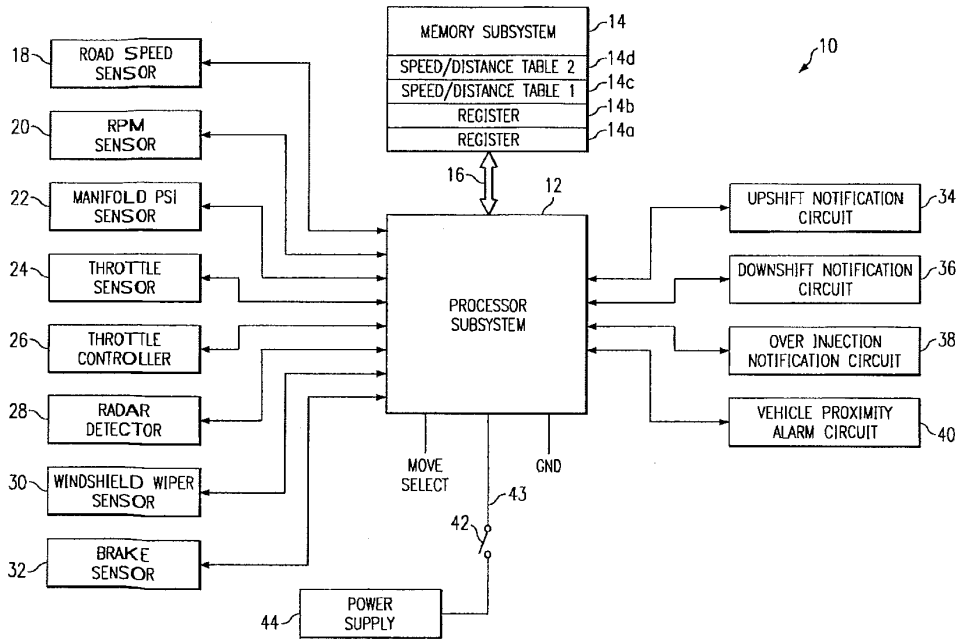 MEMORY SUBSYSTEM
14
SPEED/DISTANCE TABLE 2
14d
SPEED/DISTANCE TABLE 1
14c
REGISTER
14b
REGISTER
14a
10
16
12
18
ROAD SPEED
SENSOR
20
RPM
SENSOR
22
MANIFOLD PSI
SENSOR
24
THROTTLE
SENSOR
26
THROTTLE
CONTROLLER
28
RADAR
DETECTOR
30
WINDSHIELD WIPER
SENSOR
32
BRAKE
SENSOR
PROCESSOR
SUBSYSTEM
UPSHIFT NOTIFICATION
CIRCUIT
34
DOWNSHIFT NOTIFICATION
CIRCUIT
36
OVER INJECTION
NOTIFICATION CIRCUIT
38
VEHICLE PROXIMITY
ALARM CIRCUIT
40
MOVE
SELECT
GND
43
42
44
POWER
SUPPLY